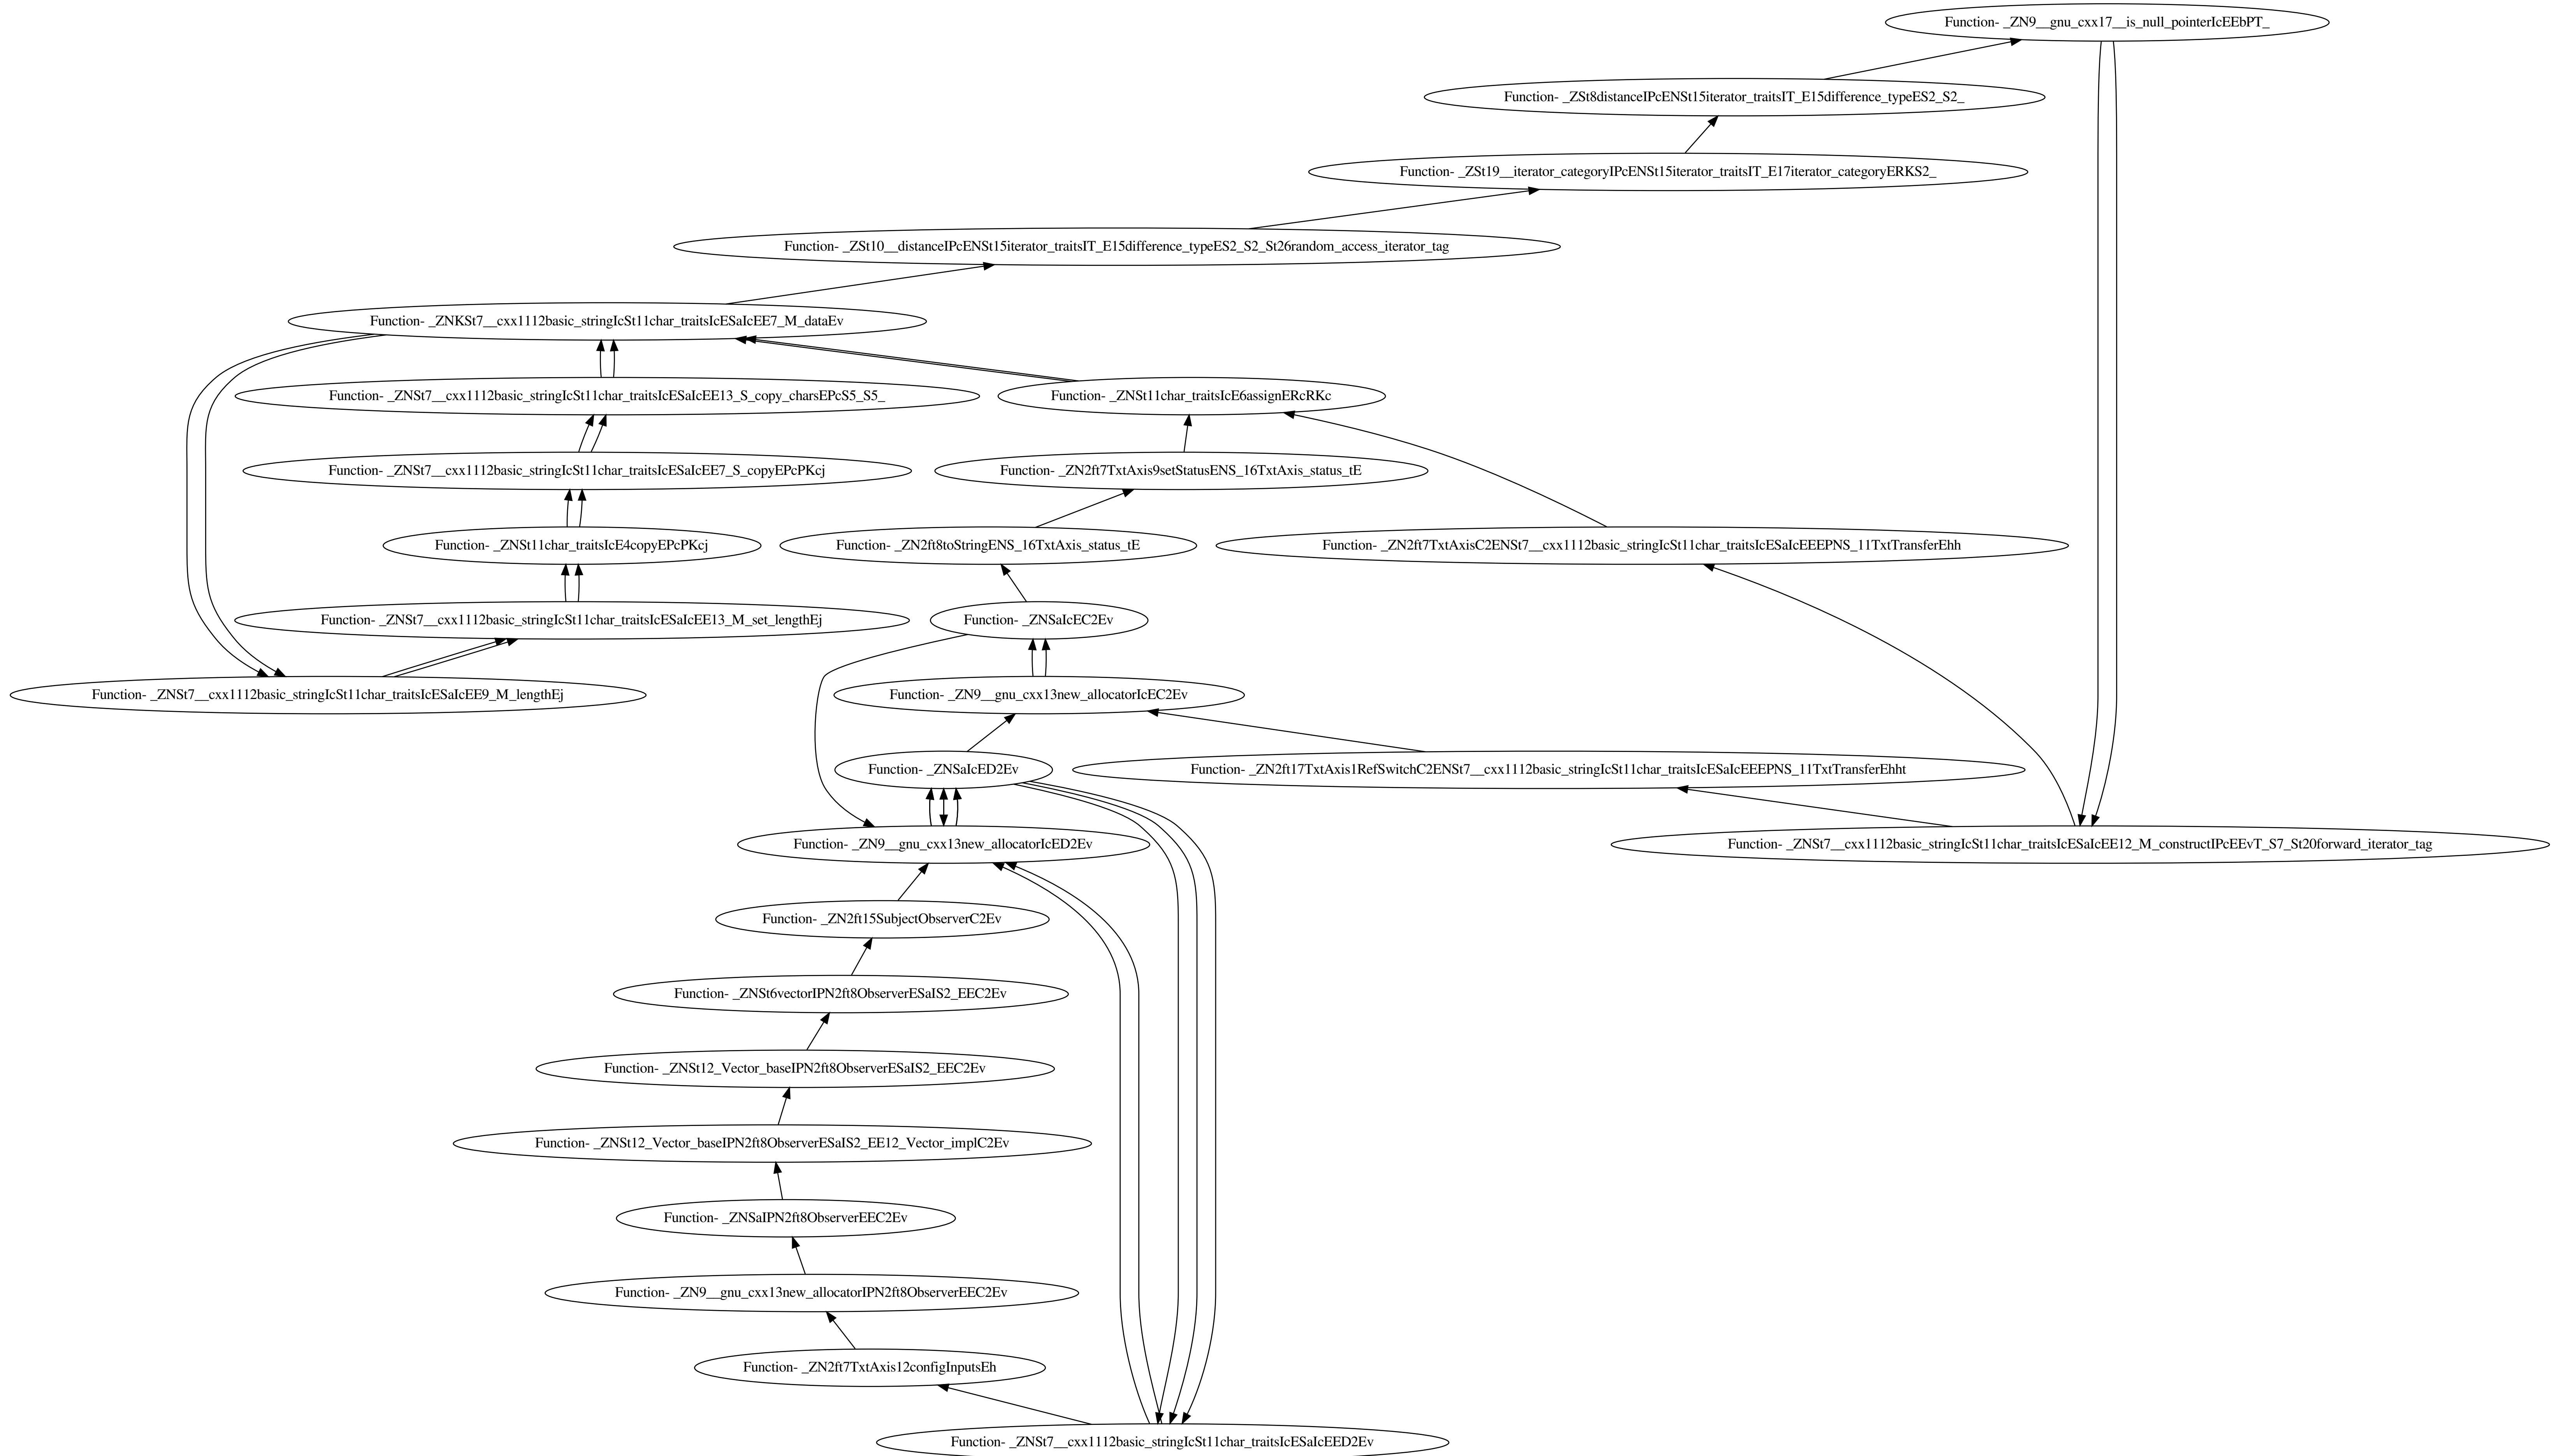 Function- _ZN9__gnu_cxx17__is_null_pointerIcEEbPT_
Function- _ZSt8distanceIPcENSt15iterator_traitsIT_E15difference_typeES2_S2_
Function- _ZSt19__iterator_categoryIPcENSt15iterator_traitsIT_E17iterator_categoryERKS2_
Function- _ZSt10__distanceIPcENSt15iterator_traitsIT_E15difference_typeES2_S2_St26random_access_iterator_tag
Function- _ZNKSt7__cxx1112basic_stringIcSt11char_traitsIcESaIcEE7_M_dataEv
Function- _ZNSt7__cxx1112basic_stringIcSt11char_traitsIcESaIcEE13_S_copy_charsEPcS5_S5_
Function- _ZNSt11char_traitsIcE6assignERcRKc
Function- _ZNSt7__cxx1112basic_stringIcSt11char_traitsIcESaIcEE7_S_copyEPcPKcj
Function- _ZN2ft7TxtAxis9setStatusENS_16TxtAxis_status_tE
Function- _ZNSt11char_traitsIcE4copyEPcPKcj
Function- _ZN2ft8toStringENS_16TxtAxis_status_tE
Function- _ZN2ft7TxtAxisC2ENSt7__cxx1112basic_stringIcSt11char_traitsIcESaIcEEEPNS_11TxtTransferEhh
Function- _ZNSt7__cxx1112basic_stringIcSt11char_traitsIcESaIcEE13_M_set_lengthEj
Function- _ZNSaIcEC2Ev
Function- _ZNSt7__cxx1112basic_stringIcSt11char_traitsIcESaIcEE9_M_lengthEj
Function- _ZN9__gnu_cxx13new_allocatorIcEC2Ev
Function- _ZNSaIcED2Ev
Function- _ZN2ft17TxtAxis1RefSwitchC2ENSt7__cxx1112basic_stringIcSt11char_traitsIcESaIcEEEPNS_11TxtTransferEhht
Function- _ZN9__gnu_cxx13new_allocatorIcED2Ev
Function- _ZNSt7__cxx1112basic_stringIcSt11char_traitsIcESaIcEE12_M_constructIPcEEvT_S7_St20forward_iterator_tag
Function- _ZN2ft15SubjectObserverC2Ev
Function- _ZNSt6vectorIPN2ft8ObserverESaIS2_EEC2Ev
Function- _ZNSt12_Vector_baseIPN2ft8ObserverESaIS2_EEC2Ev
Function- _ZNSt12_Vector_baseIPN2ft8ObserverESaIS2_EE12_Vector_implC2Ev
Function- _ZNSaIPN2ft8ObserverEEC2Ev
Function- _ZN9__gnu_cxx13new_allocatorIPN2ft8ObserverEEC2Ev
Function- _ZN2ft7TxtAxis12configInputsEh
Function- _ZNSt7__cxx1112basic_stringIcSt11char_traitsIcESaIcEED2Ev